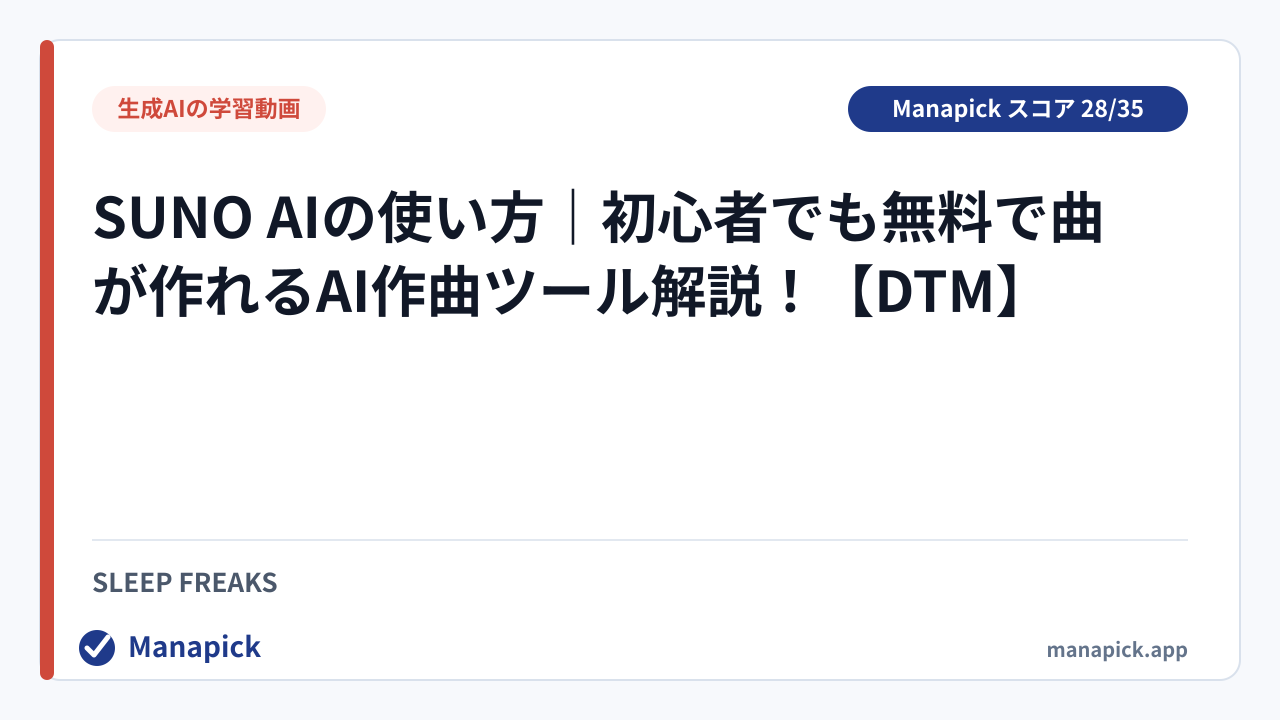 生成AIの学習動画
Manapick スコア 28/35
SUNO AIの使い方｜初心者でも無料で曲
が作れるAI作曲ツール解説！【DTM】
SLEEP FREAKS
Manapick
manapick.app